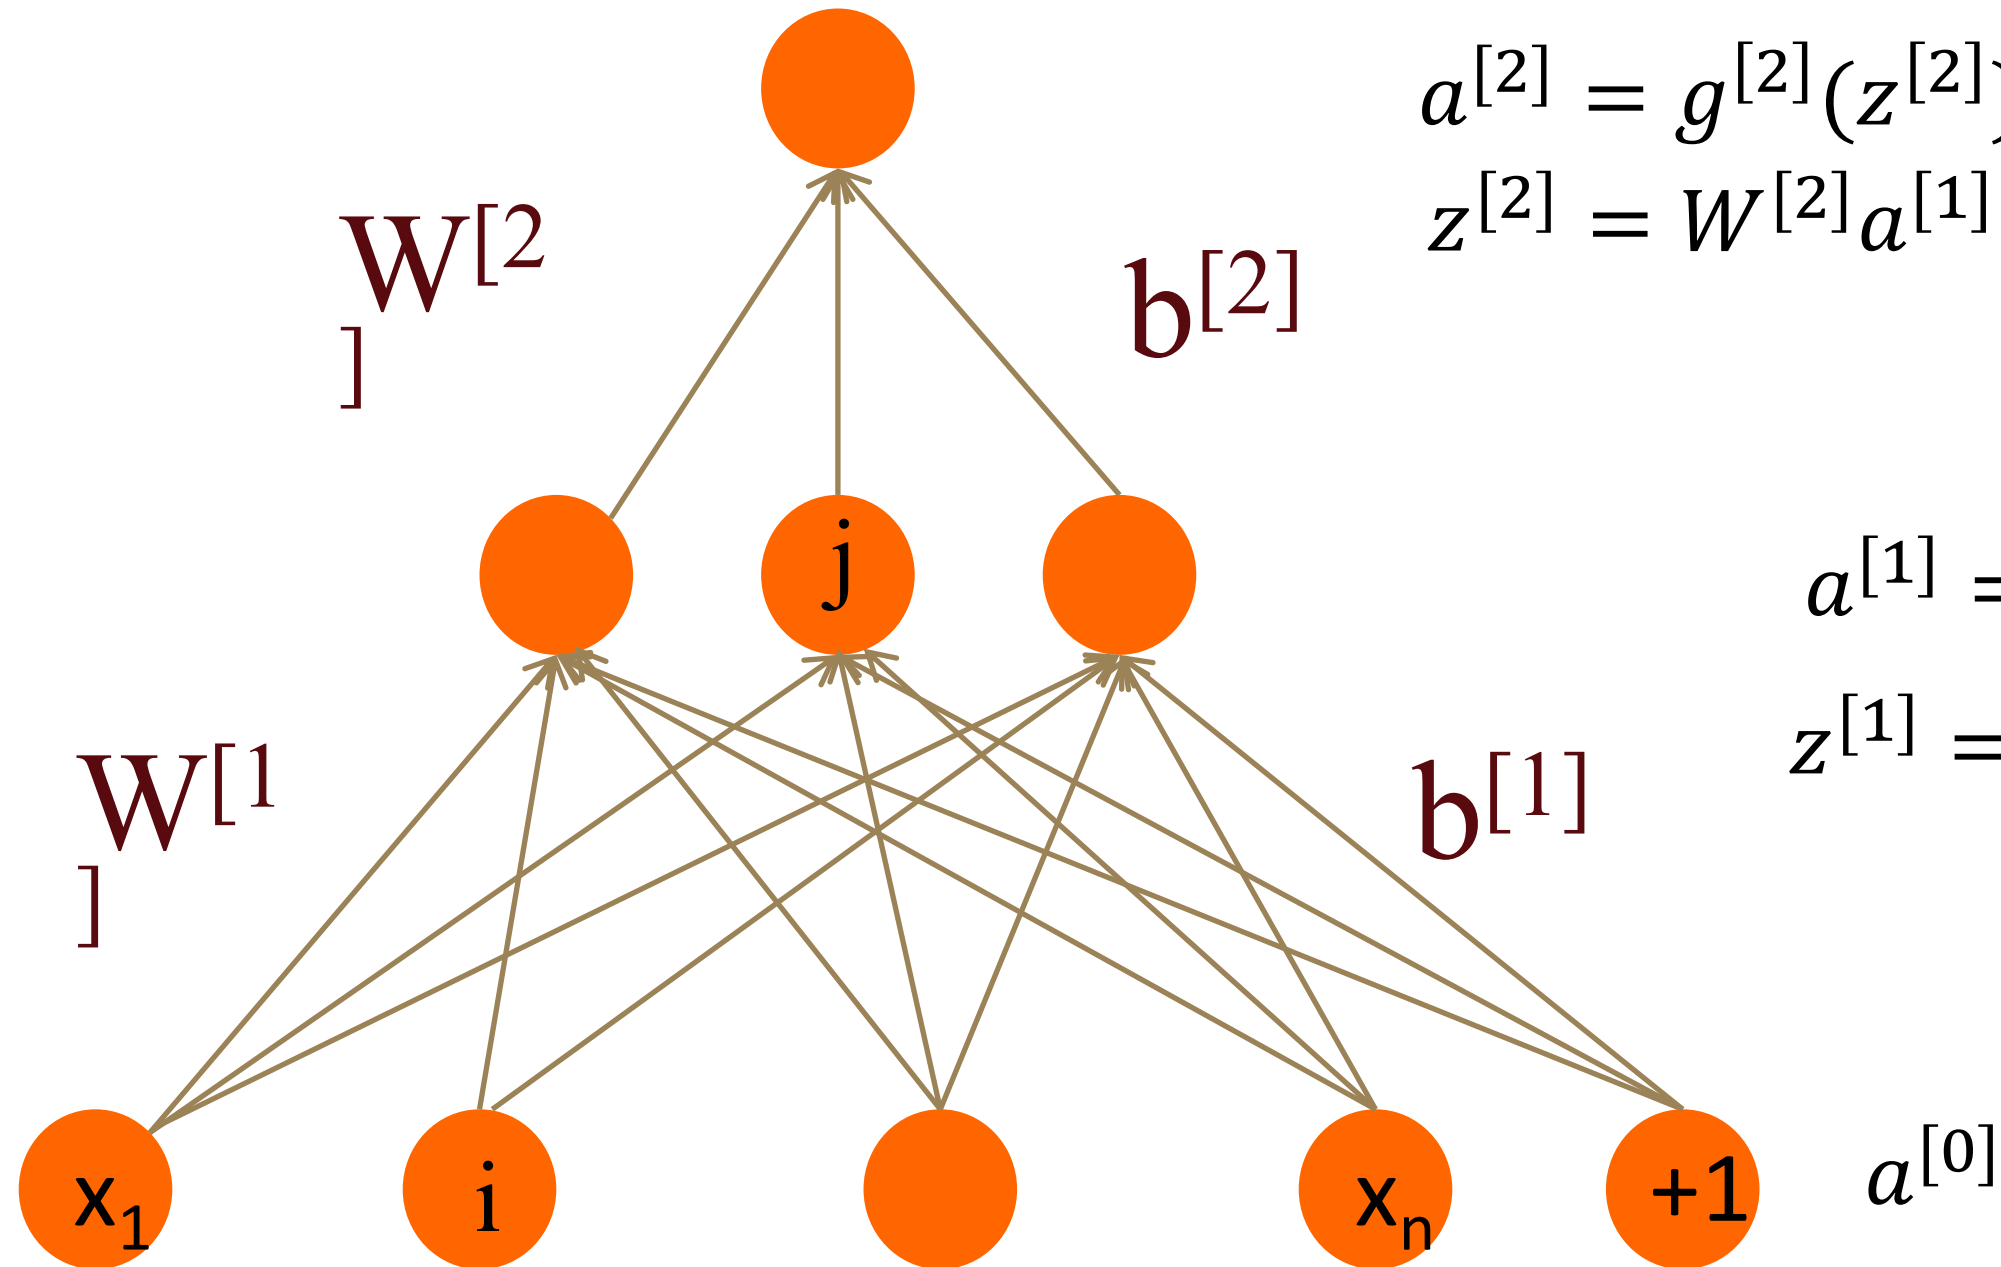 a^[2] = g^[2](z^[2])
z^[2] = W^[2]a^[1]
W^[2
]
b^[2]
j
a^[1] =
z^[1] =
W^[1
]
b^[1]
x₁ i xₙ +1 a^[0]